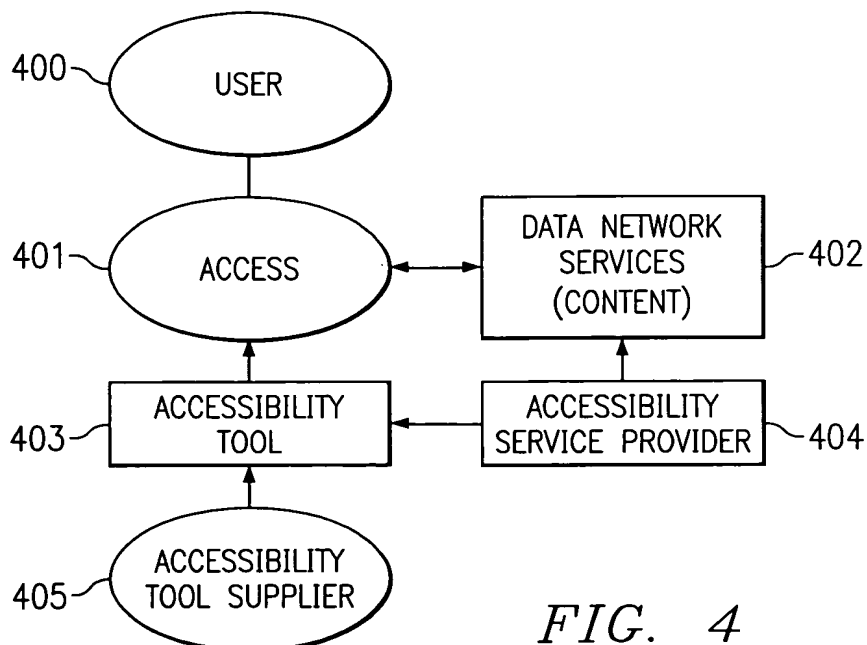 400
USER
401
ACCESS
DATA NETWORK
SERVICES
(CONTENT)
402
403
ACCESSIBILITY
TOOL
ACCESSIBILITY
SERVICE PROVIDER
404
405
ACCESSIBILITY
TOOL SUPPLIER
FIG. 4